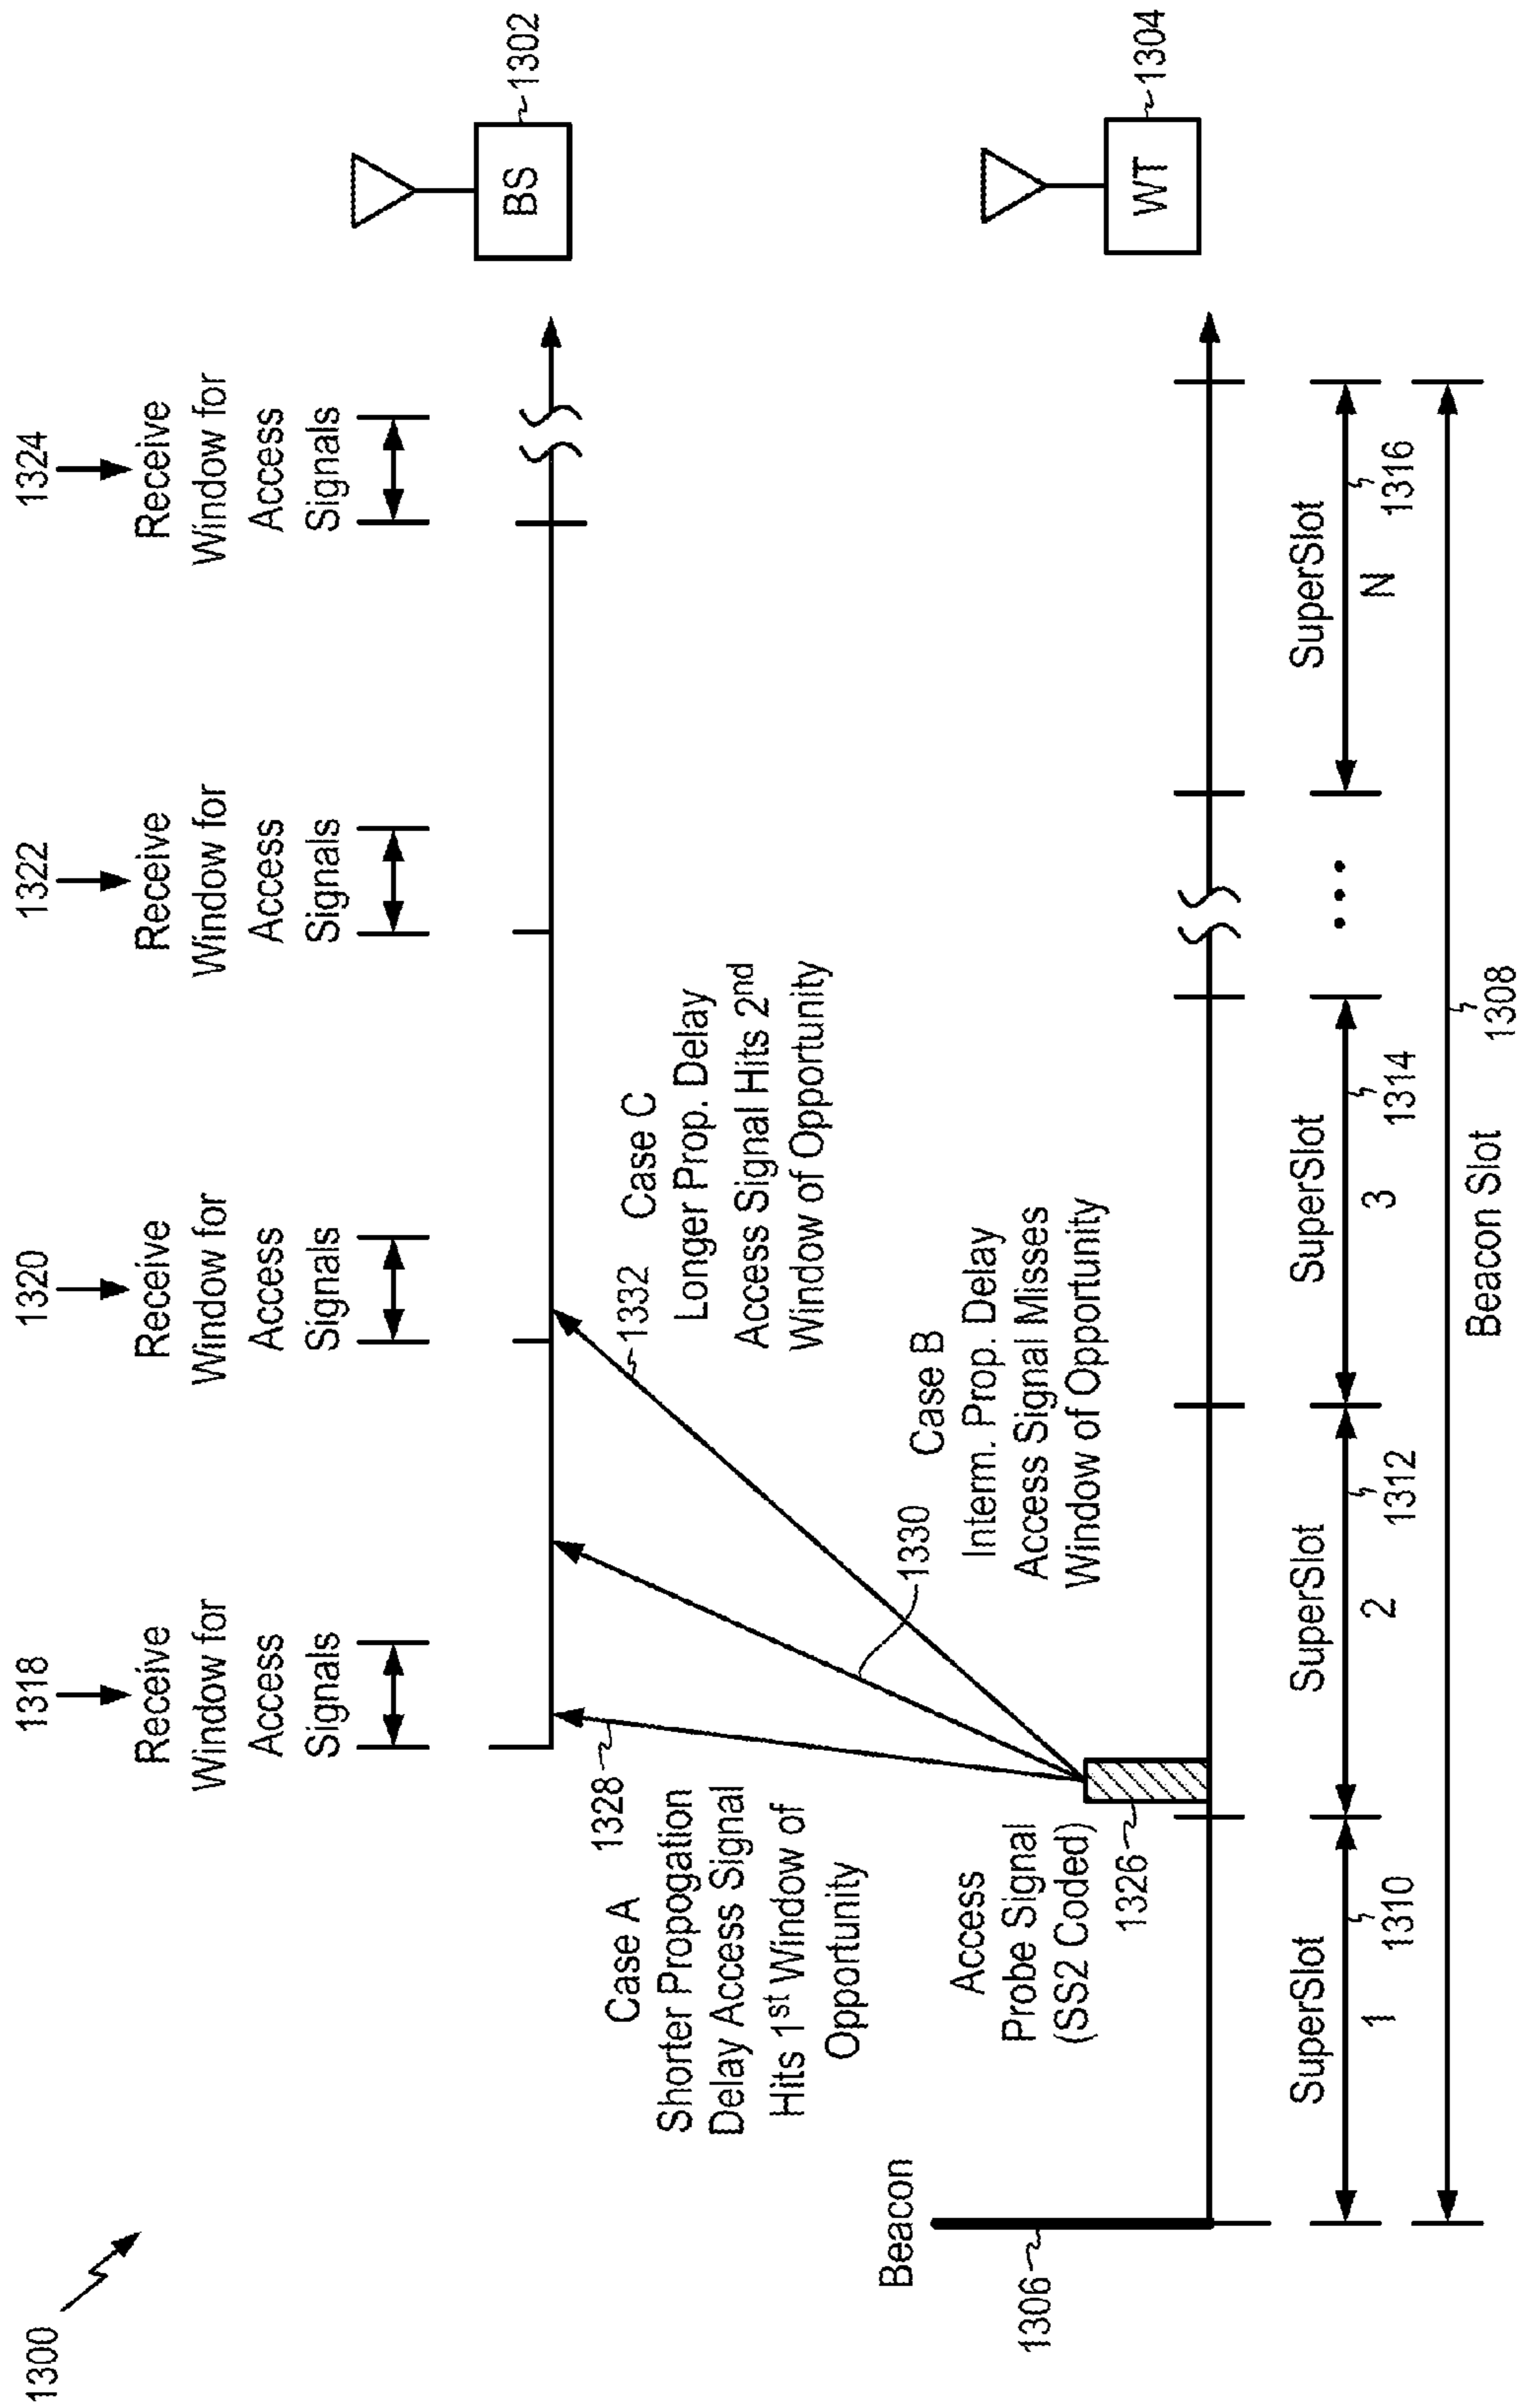 1300
1318
Receive
Window for
Access
Signals
1320
Receive
Window for
Access
Signals
1322
Receive
Window for
Access
Signals
1324
Receive
Window for
Access
Signals
BS
1302
1328
Case A
Shorter Propogation
Delay Access Signal
Hits 1st Window of
Opportunity
1332
Case C
Longer Prop. Delay
Access Signal Hits 2nd
Window of Opportunity
1330
Case B
Interm. Prop. Delay
Access Signal Misses
Window of Opportunity
Beacon
1306
Access
Probe Signal
(SS2 Coded)
1326
WT
1304
SuperSlot
1
1310
SuperSlot
2
1312
SuperSlot
3
1314
SuperSlot
N
1316
Beacon Slot
1308